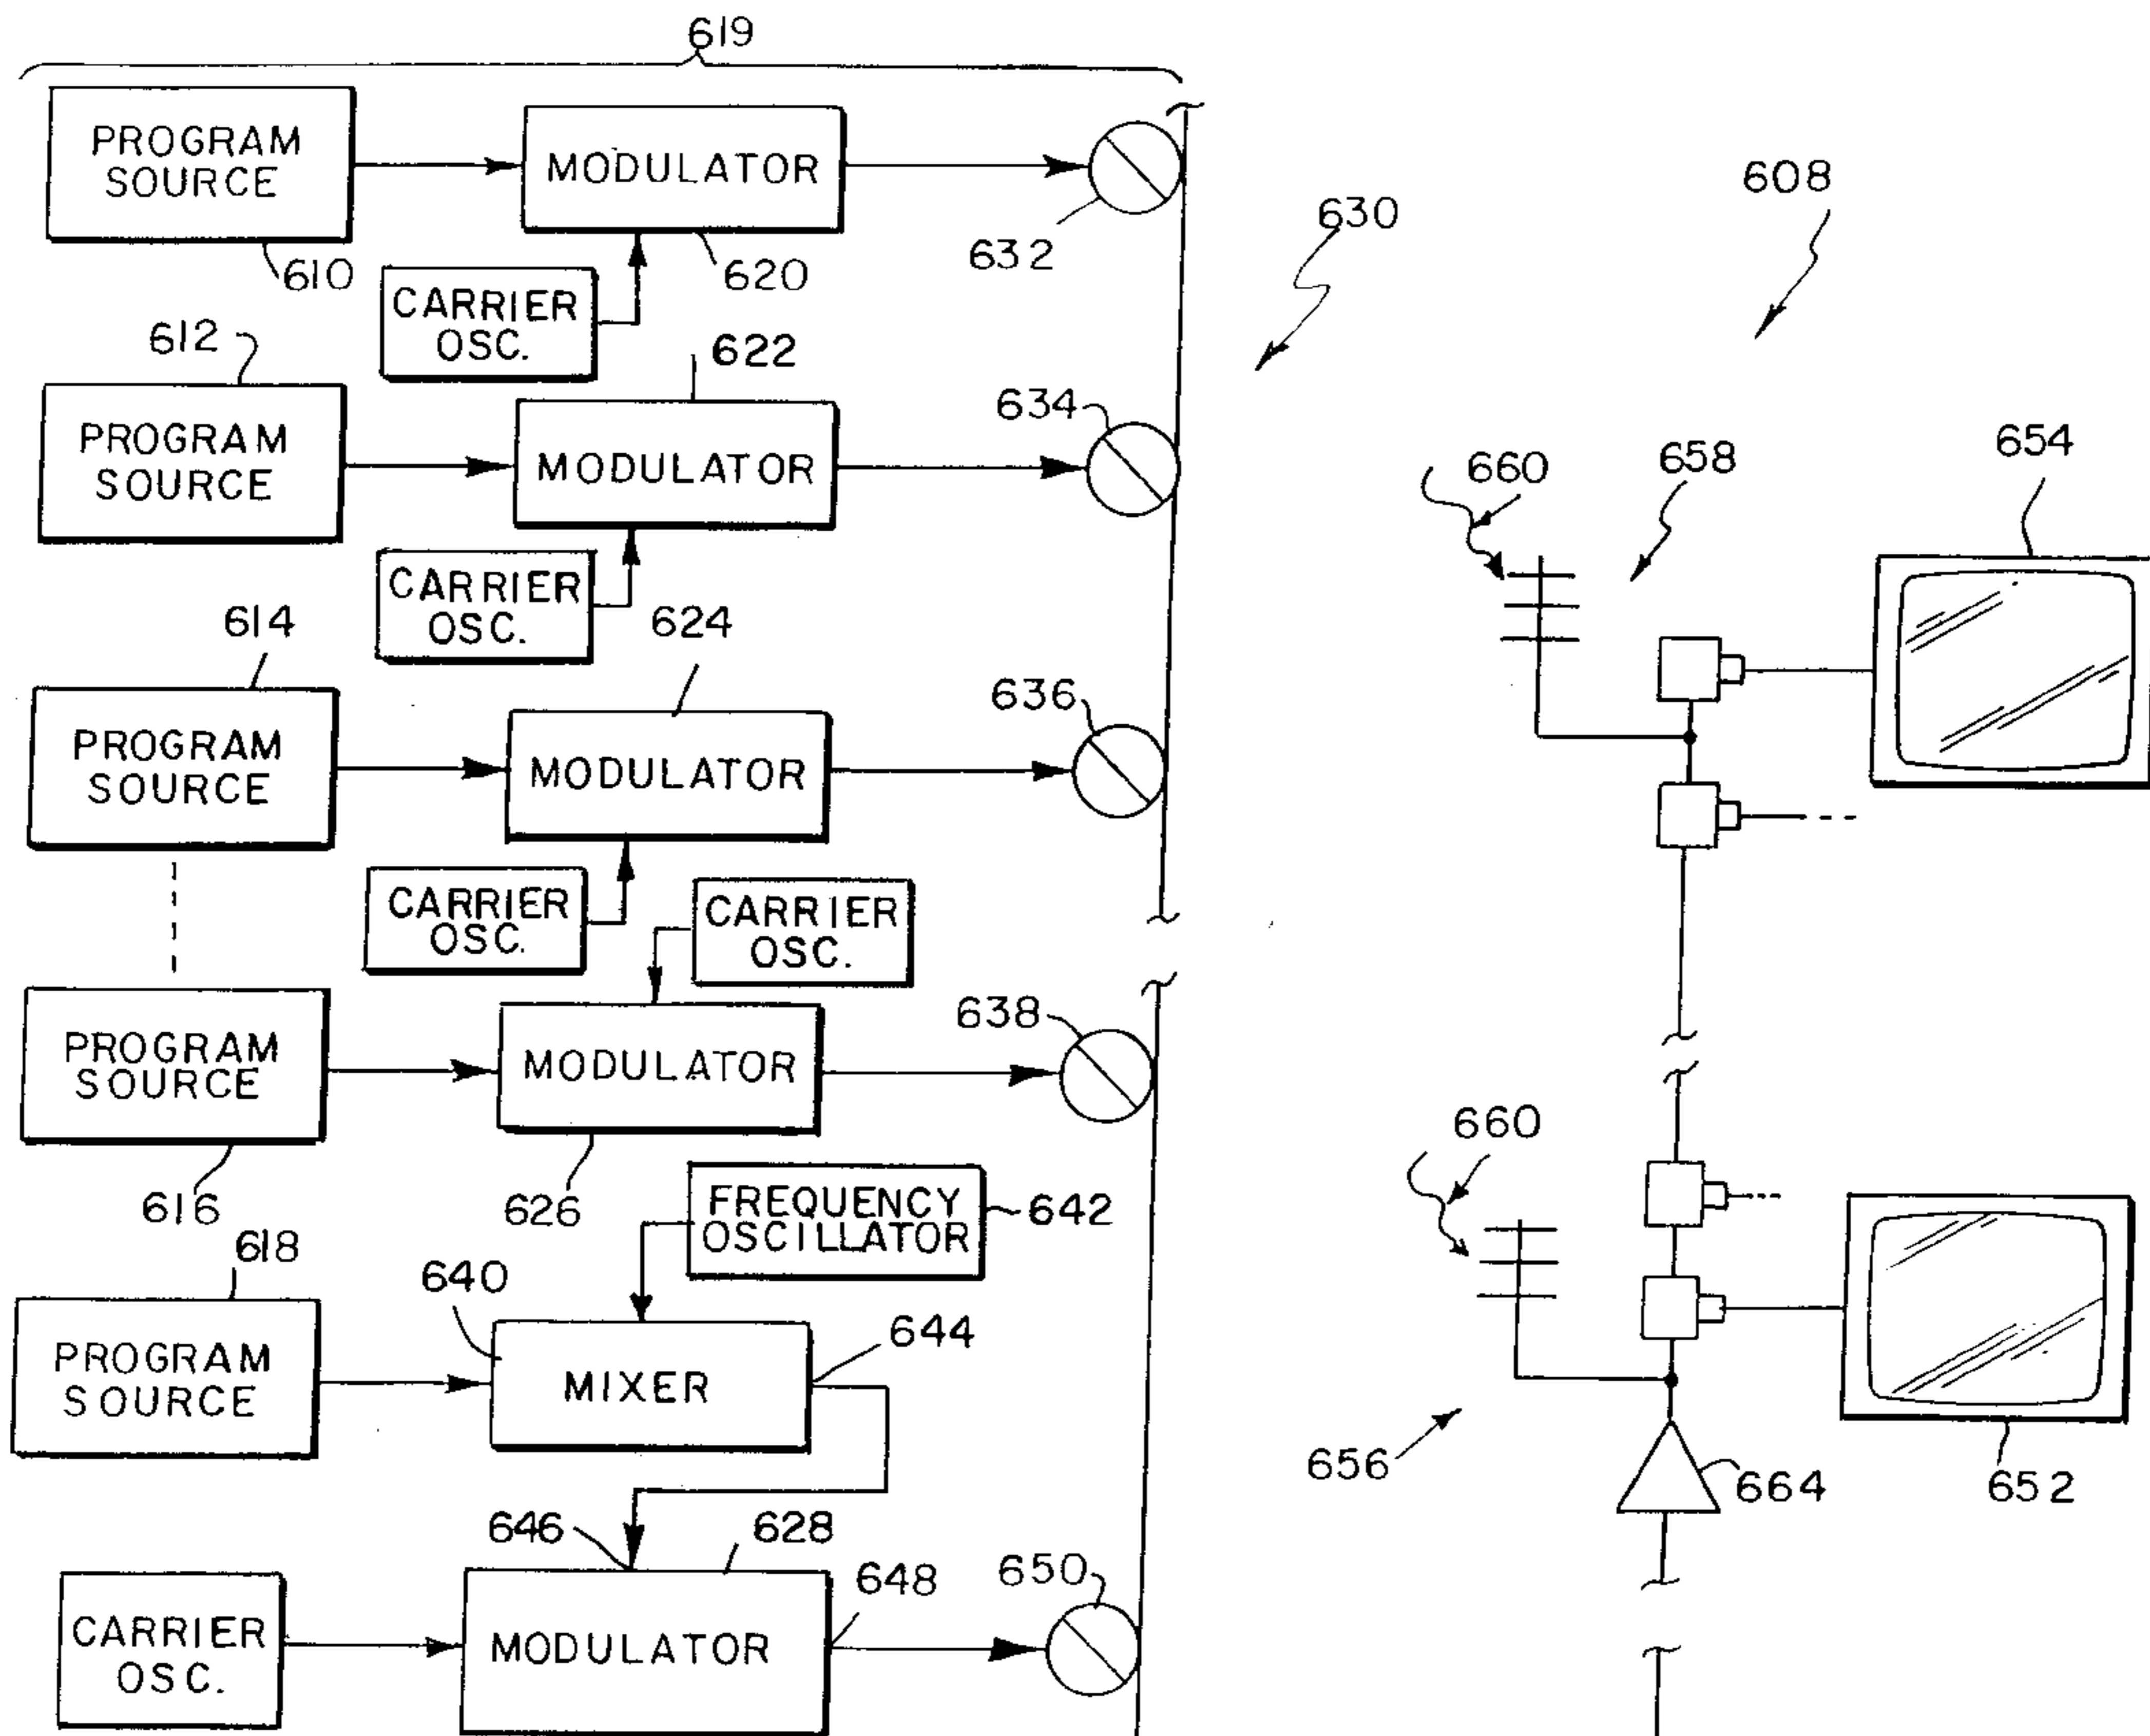 619
PROGRAM
SOURCE
MODULATOR
610
620
632
CARRIER
OSC.
630
608
612
622
PROGRAM
SOURCE
MODULATOR
634
CARRIER
OSC.
660
658
654
614
624
PROGRAM
SOURCE
MODULATOR
636
CARRIER
OSC.
CARRIER
OSC.
PROGRAM
SOURCE
MODULATOR
638
616
626
FREQUENCY
OSCILLATOR
642
660
618
640
PROGRAM
SOURCE
MIXER
644
656
664
652
646
628
648
650
CARRIER
OSC.
MODULATOR